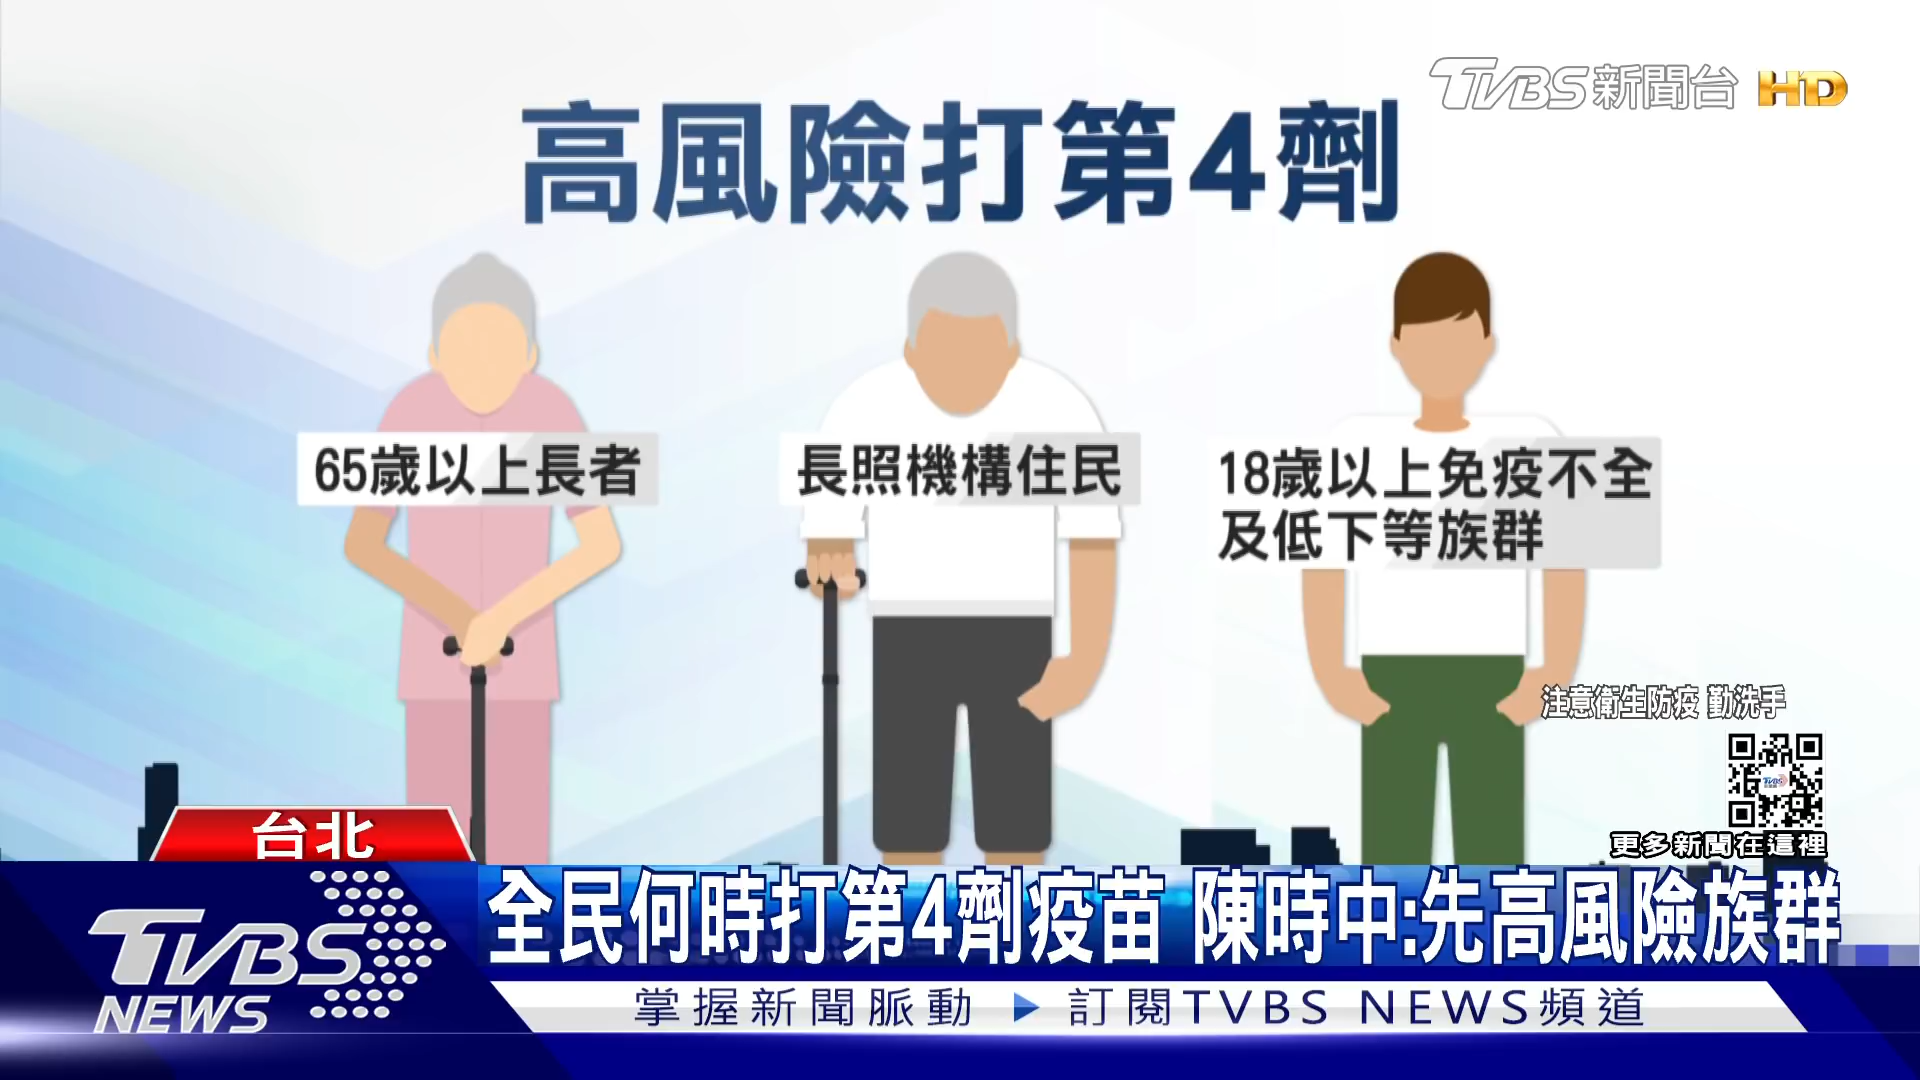 TVBS新聞台 HD
高風險打第4劑
65歲以上長者
長照機構住民
18歲以上免疫不全
及低下等族群
注意衛生防疫 勤洗手
TVBS
更多新聞在這裡
台北
全民何時打第4劑疫苗 陳時中:先高風險族群
TVBS
NEWS
掌握新聞脈動 ▶ 訂閱TVBS NEWS頻道